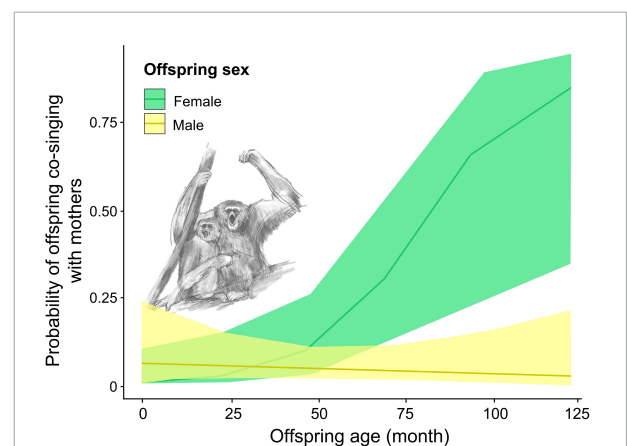 Offspring sex
Female
Male
Probability of offspring co-singing
with mothers
0.75
0.50
0.25
0
0 25 50 75 100 125
Offspring age (month)